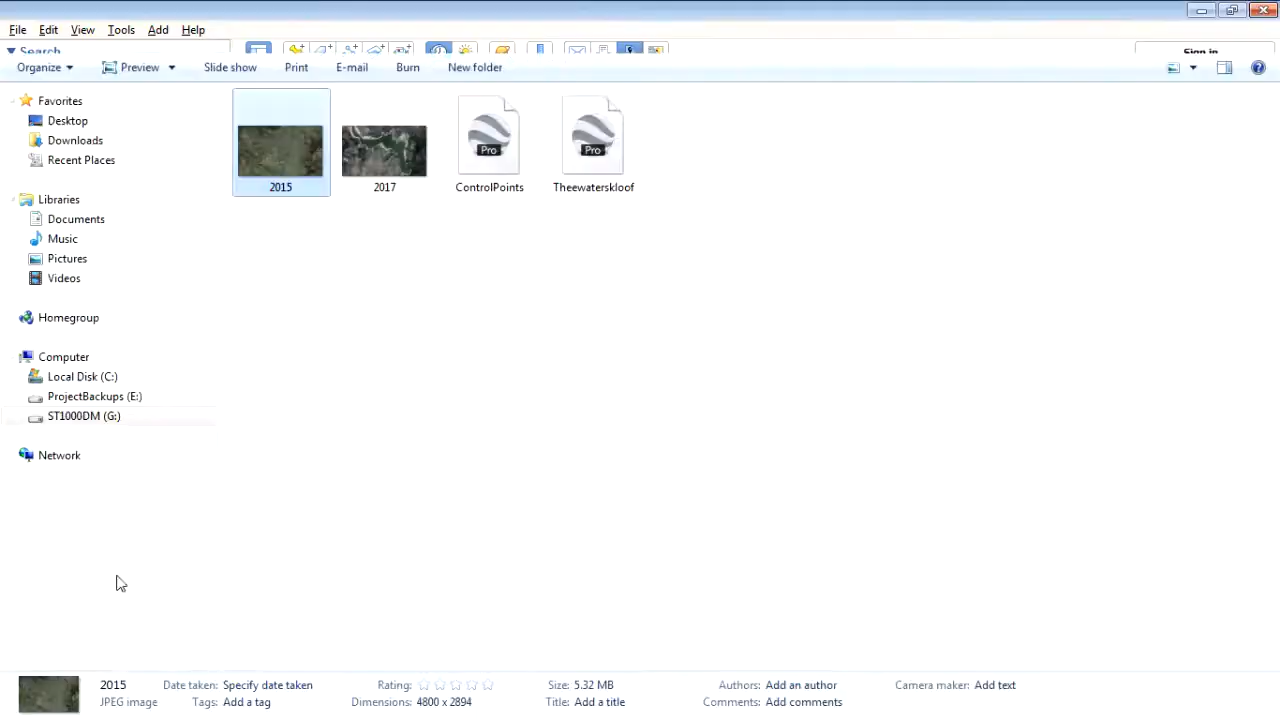 File Edit View Tools Add Help
Search
Sign in
Organize Preview Slide show Print E-mail Burn New folder
Favorites
Desktop
Downloads
Recent Places
Libraries
Documents
Music
Pictures
Videos
Homegroup
Computer
Local Disk (C:)
ProjectBackups (E:)
ST1000DM (G:)
Network
Pro Pro
2015 2017 ControlPoints Theewaterskloof
2015 Date taken: Specify date taken Rating: Size: 5.32 MB Authors: Add an author Camera maker: Add text
JPEG image Tags: Add a tag Dimensions: 4800 x 2894 Title: Add a title Comments: Add comments